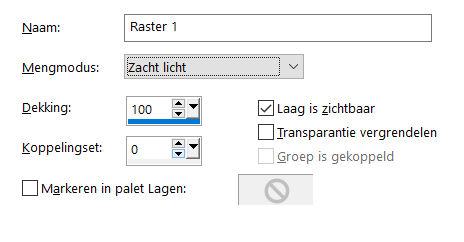 Naam: Raster 1
Mengmodus: Zacht licht
Dekking: 100
Laag is zichtbaar
Transparantie vergrendelen
Koppelingset: 0
Groep is gekoppeld
Markeren in palet Lagen: